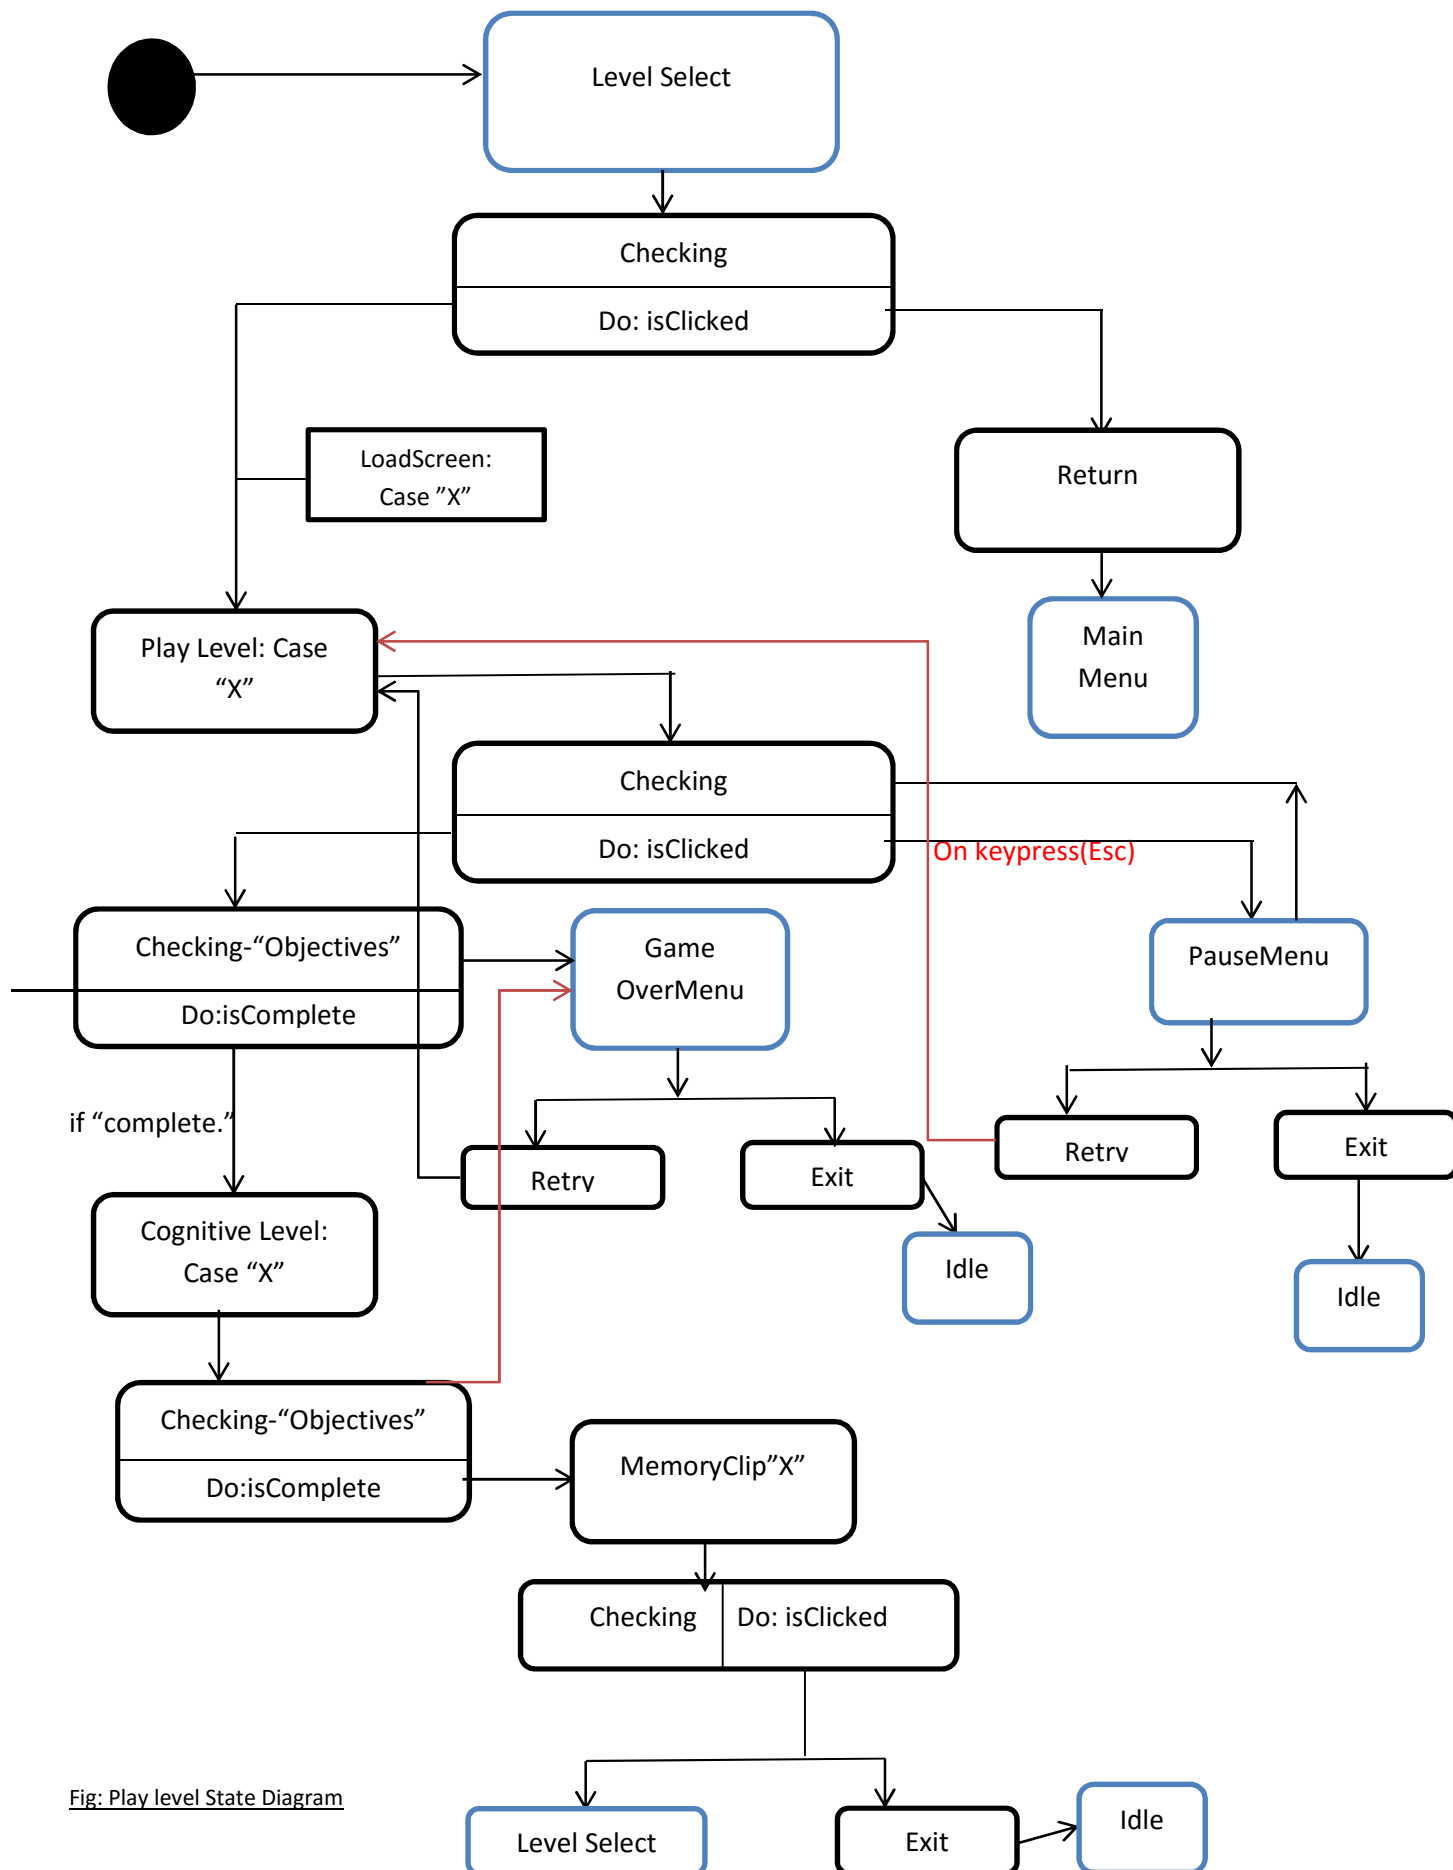 Level Select
Checking
Do: isClicked
LoadScreen:
Case ”X”
Return
Play Level: Case
“X”
Main
Menu
Checking
Do: isClicked
On keypress(Esc)
Checking-“Objectives”
Do:isComplete
Game
OverMenu
PauseMenu
if “complete.”
Retry
Exit
Retry
Exit
Cognitive Level:
Case “X”
Idle
Idle
Checking-“Objectives”
Do:isComplete
MemoryClip”X”
Checking
Do: isClicked
Fig: Play level State Diagram
Level Select
Exit
Idle